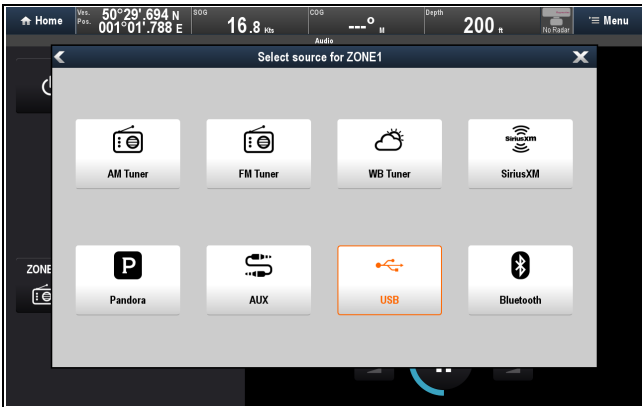 Home
Ves. Pos. 50°29'.694 N
001°01'.788 E
SOG
16.8 Kts
COG
---° M
Depth
200 ft
No Radar
Menu
Audio
Select source for ZONE1
AM Tuner
FM Tuner
WB Tuner
SiriusXM
SiriusXM
P
Pandora
AUX
USB
Bluetooth
ZONE